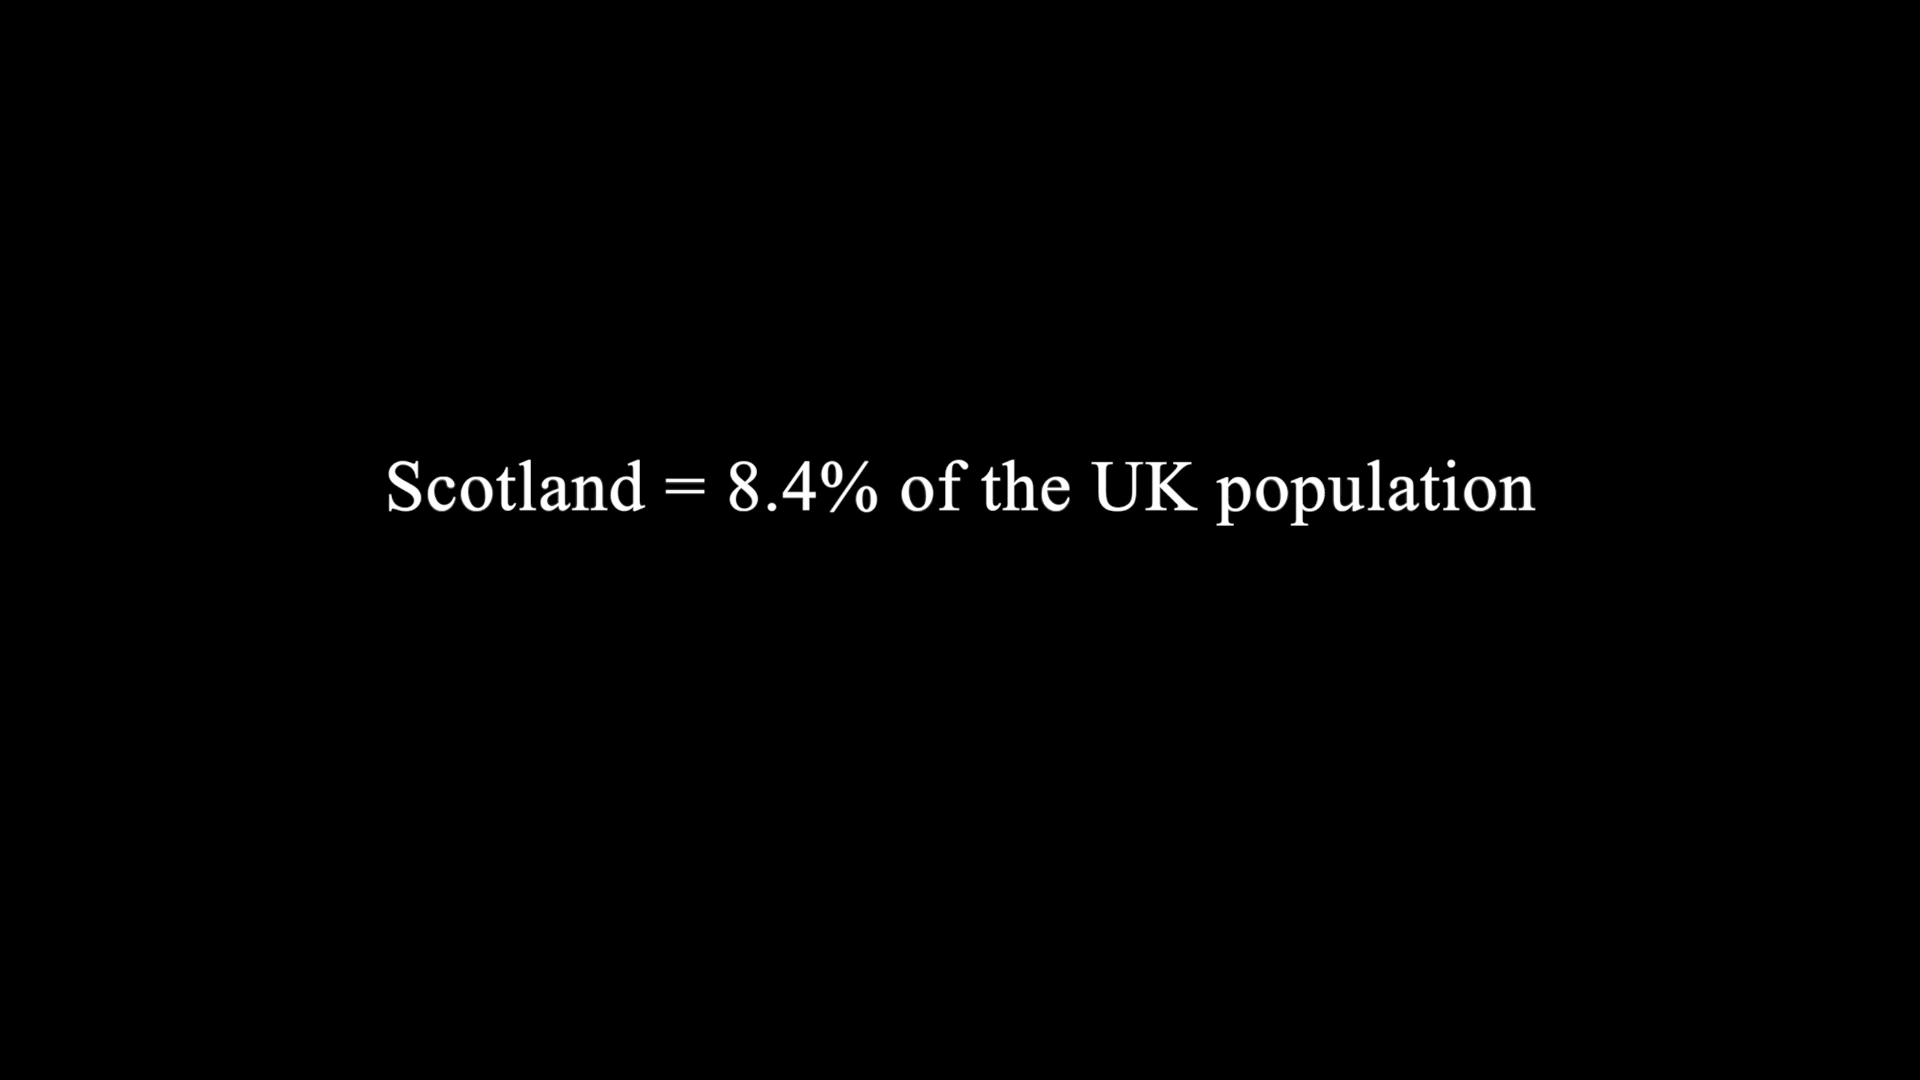 Scotland = 8.4% of the UK population